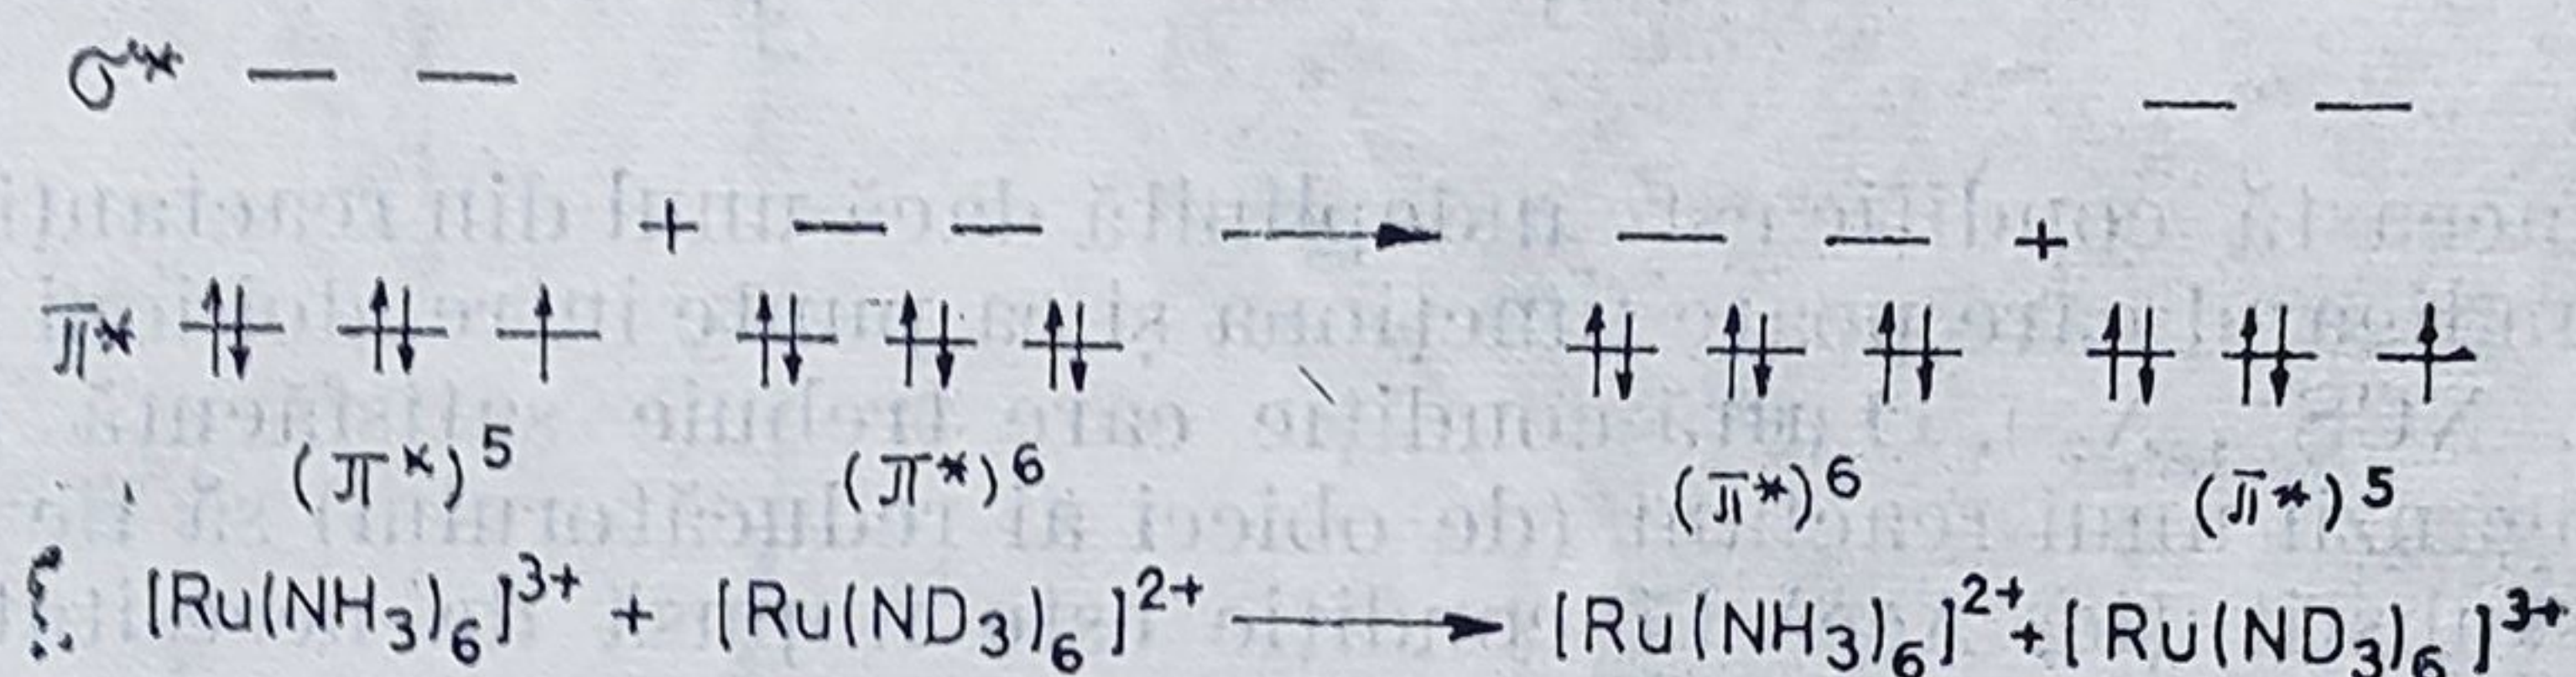 σ*
+ → +
π*
(π*)⁵ (π*)⁶ (π*)⁶ (π*)⁵
[Ru(NH₃)₆]³⁺ + [Ru(ND₃)₆]²⁺ → [Ru(NH₃)₆]²⁺ + [Ru(ND₃)₆]³⁺